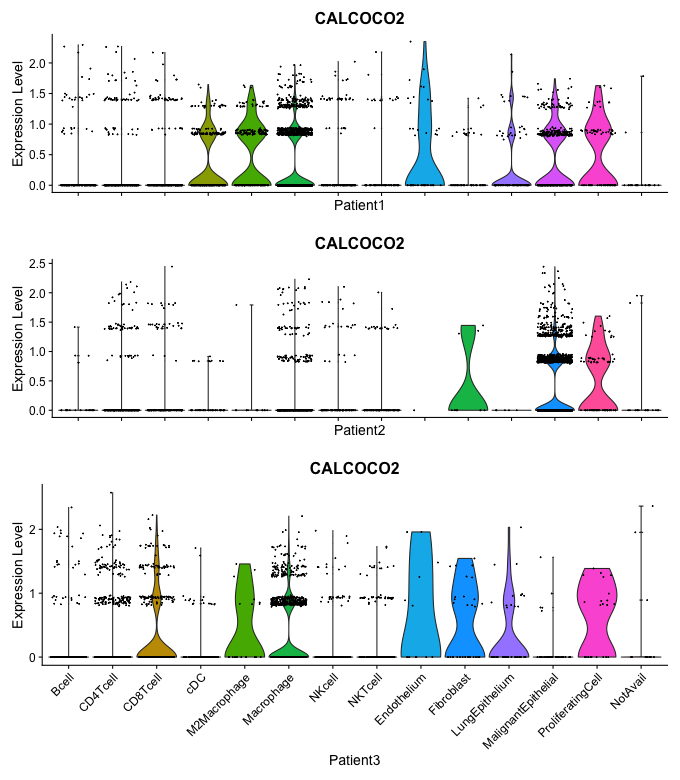 CALCOCO2
Expression Level
2.0
1.5
1.0
0.5
0.0
Patient1
CALCOCO2
Expression Level
2.5
2.0
1.5
1.0
0.5
0.0
Patient2
CALCOCO2
Expression Level
2
1
0
Bcell
CD4Tcell
CD8Tcell
cDC
M2Macrophage
Macrophage
NKcell
NKTcell
Endothelium
Fibroblast
LungEpithelium
MalignantEpithelial
ProliferatingCell
NotAvail
Patient3